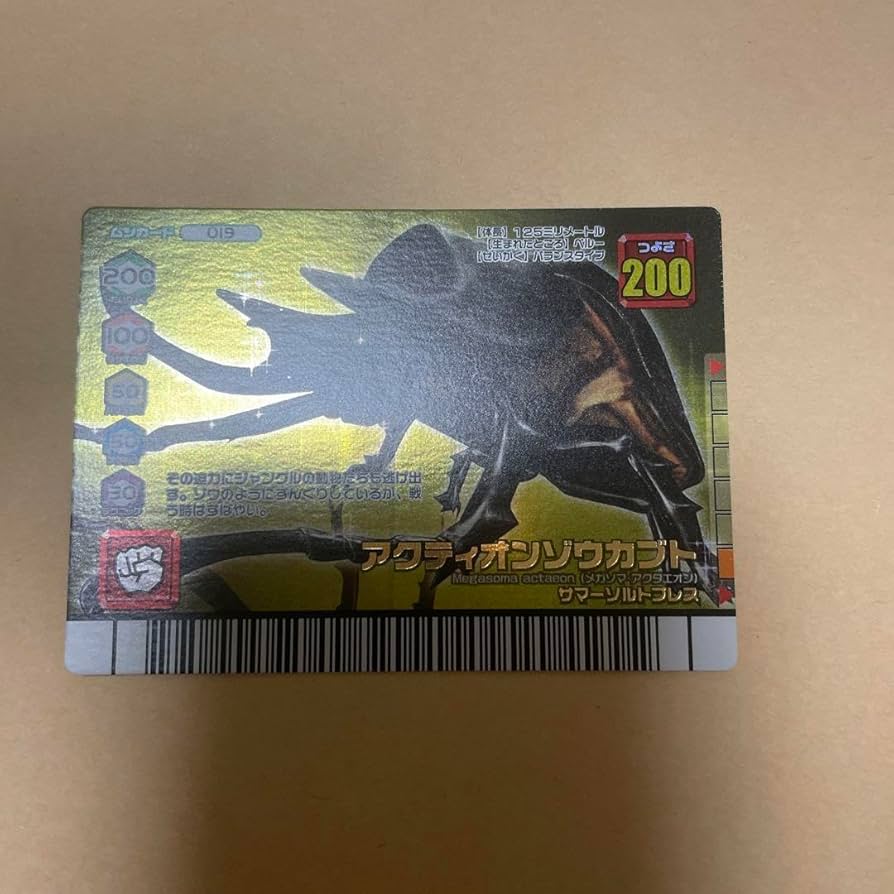 ムシカード 019
【体長】125ミリメートル
【生まれたところ】ペルー
【せいかく】バランスタイプ
つよさ
200
200
100
50
50
30
その迫力にジャングルの動物たちも逃げ出
す。ゾウのようにずんぐりしているが、戦
う時はすばやい。
アクティオンゾウカブト
Megasoma actaeon (メガソマ・アクタエオン)
サマーソルトプレス